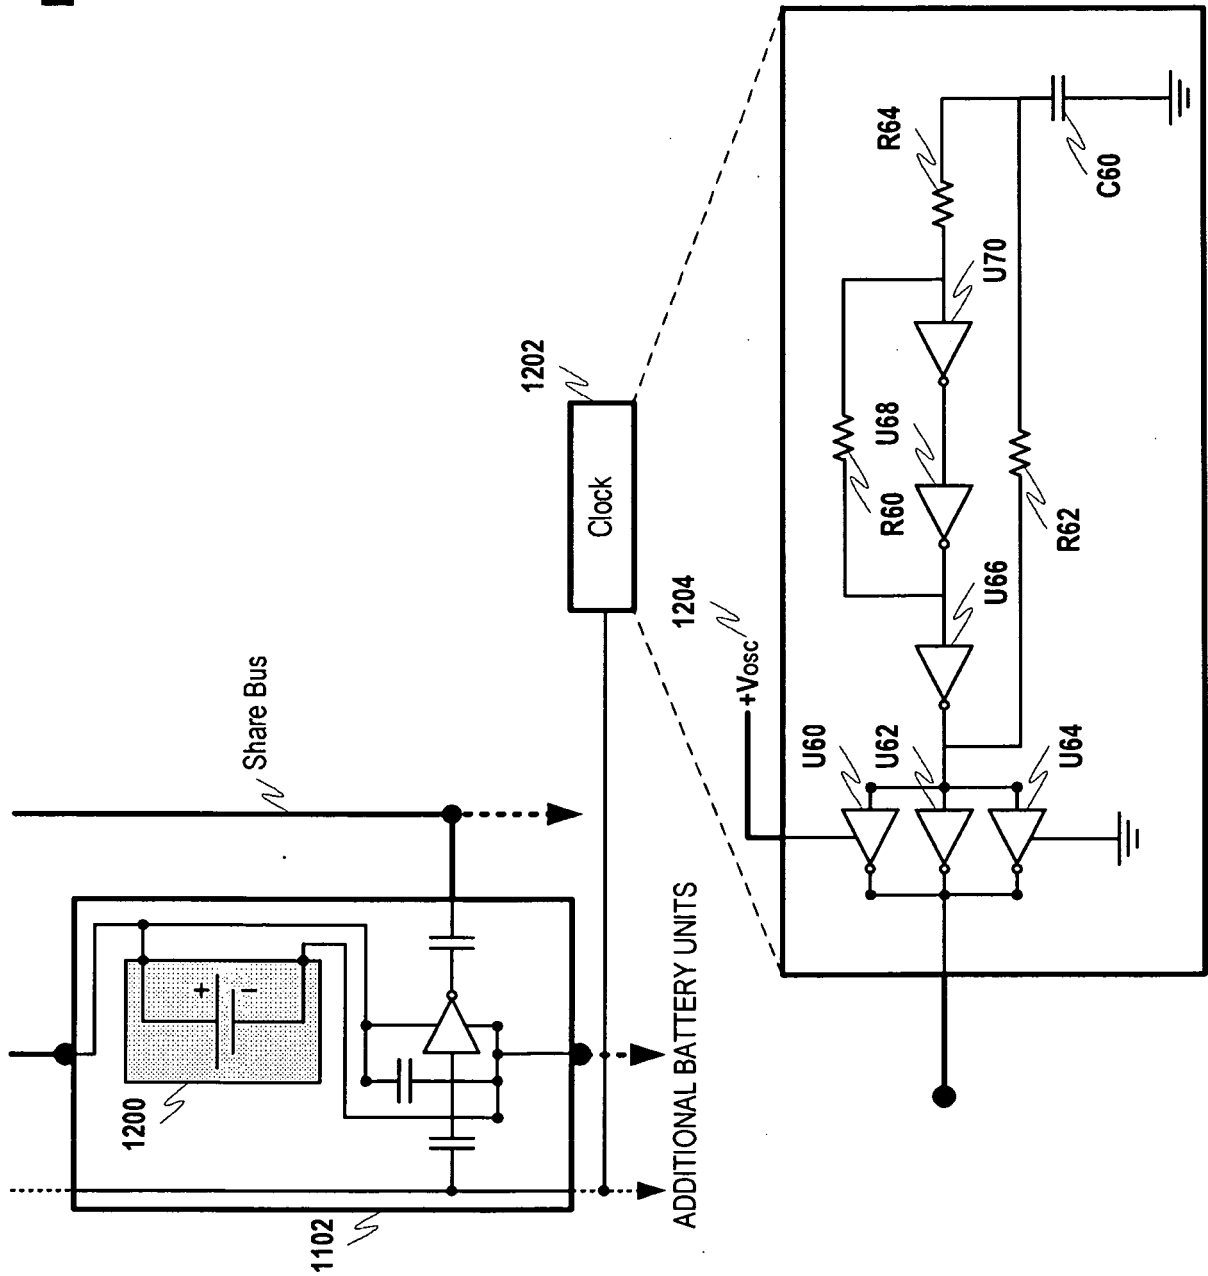 Share Bus
1200
+
−
1102
ADDITIONAL BATTERY UNITS
1202
Clock
1204
+Vosc
U60
U62
U64
U66
R60
U68
R62
U70
R64
C60